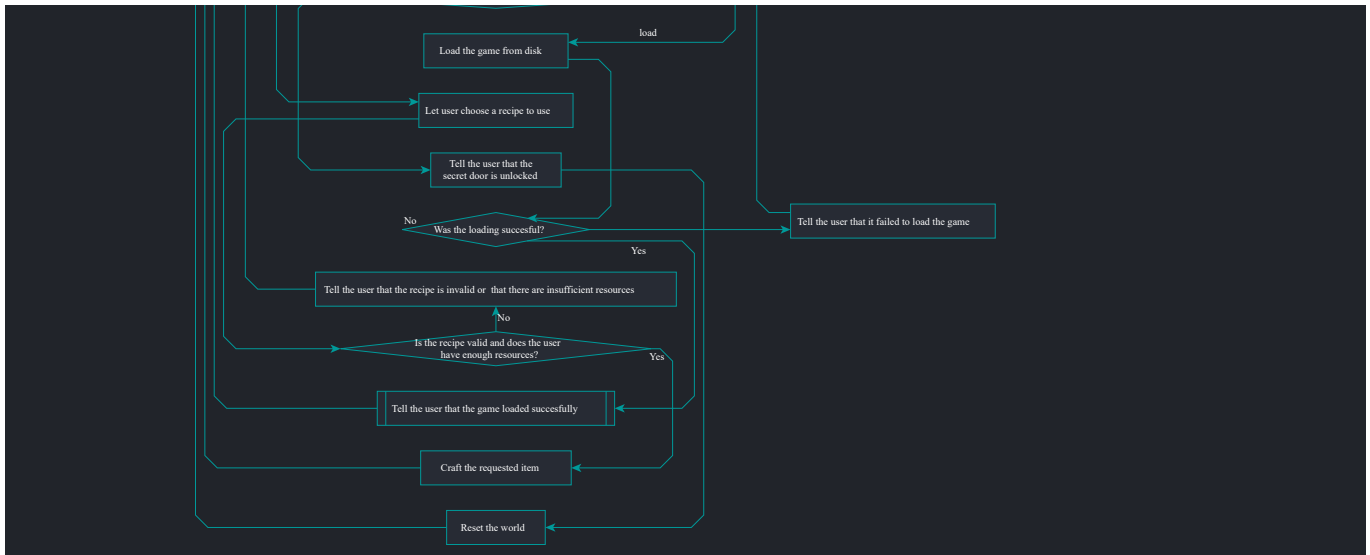 load
Load the game from disk
Let user choose a recipe to use
Tell the user that the
secret door is unlocked
No
Was the loading succesful?
Tell the user that it failed to load the game
Yes
Tell the user that the recipe is invalid or  that there are insufficient resources
No
Is the recipe valid and does the user
have enough resources?
Yes
Tell the user that the game loaded succesfully
Craft the requested item
Reset the world